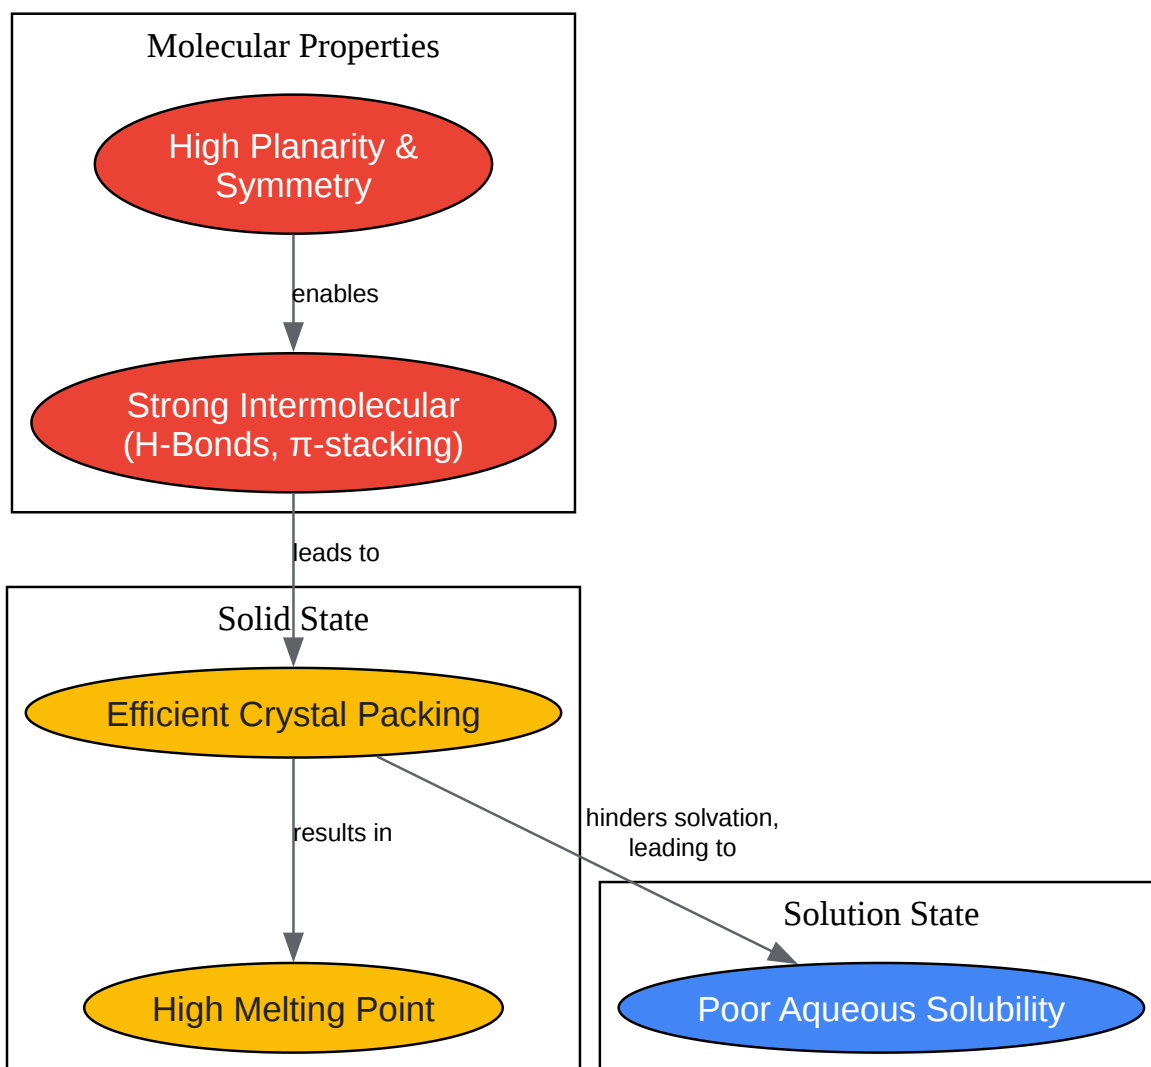 Molecular Properties
High Planarity &
Symmetry
enables
Strong Intermolecular
(H-Bonds, π-stacking)
leads to
Solid State
Efficient Crystal Packing
results in
hinders solvation,
leading to
Solution State
High Melting Point
Poor Aqueous Solubility